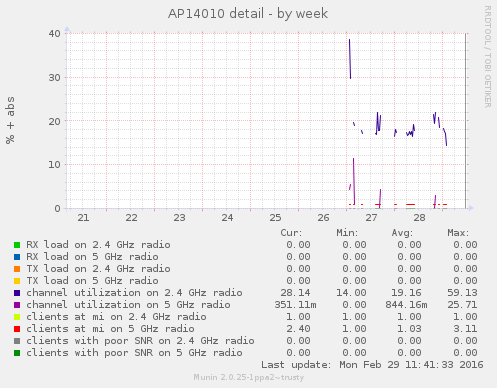 AP14010 detail - by week
RRDTOOL / TOBI OETIKER
% + abs
40
30
20
10
0
21 22 23 24 25 26 27 28
Cur: Min: Avg: Max:
RX load on 2.4 GHz radio 0.00 0.00 0.00 0.00
RX load on 5 GHz radio 0.00 0.00 0.00 0.00
TX load on 2.4 GHz radio 0.00 0.00 0.00 0.00
TX load on 5 GHz radio 0.00 0.00 0.00 0.00
channel utilization on 2.4 GHz radio 28.14 14.00 19.16 59.13
channel utilization on 5 GHz radio 351.11m 0.00 844.16m 25.71
clients at mi on 2.4 GHz radio 1.00 1.00 1.00 1.00
clients at mi on 5 GHz radio 2.40 1.00 1.03 3.11
clients with poor SNR on 2.4 GHz radio 0.00 0.00 0.00 0.00
clients with poor SNR on 5 GHz radio 0.00 0.00 0.00 0.00
Last update: Mon Feb 29 11:41:33 2016
Munin 2.0.25-1ppa2~trusty